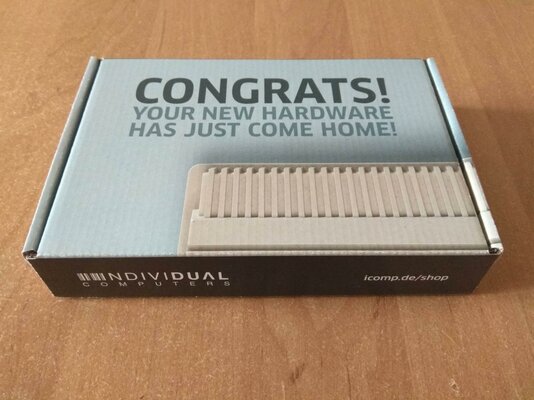 CONGRATS!
YOUR NEW HARDWARE
HAS JUST COME HOME!
INDIVIDUAL
COMPUTERS
icomp.de/shop